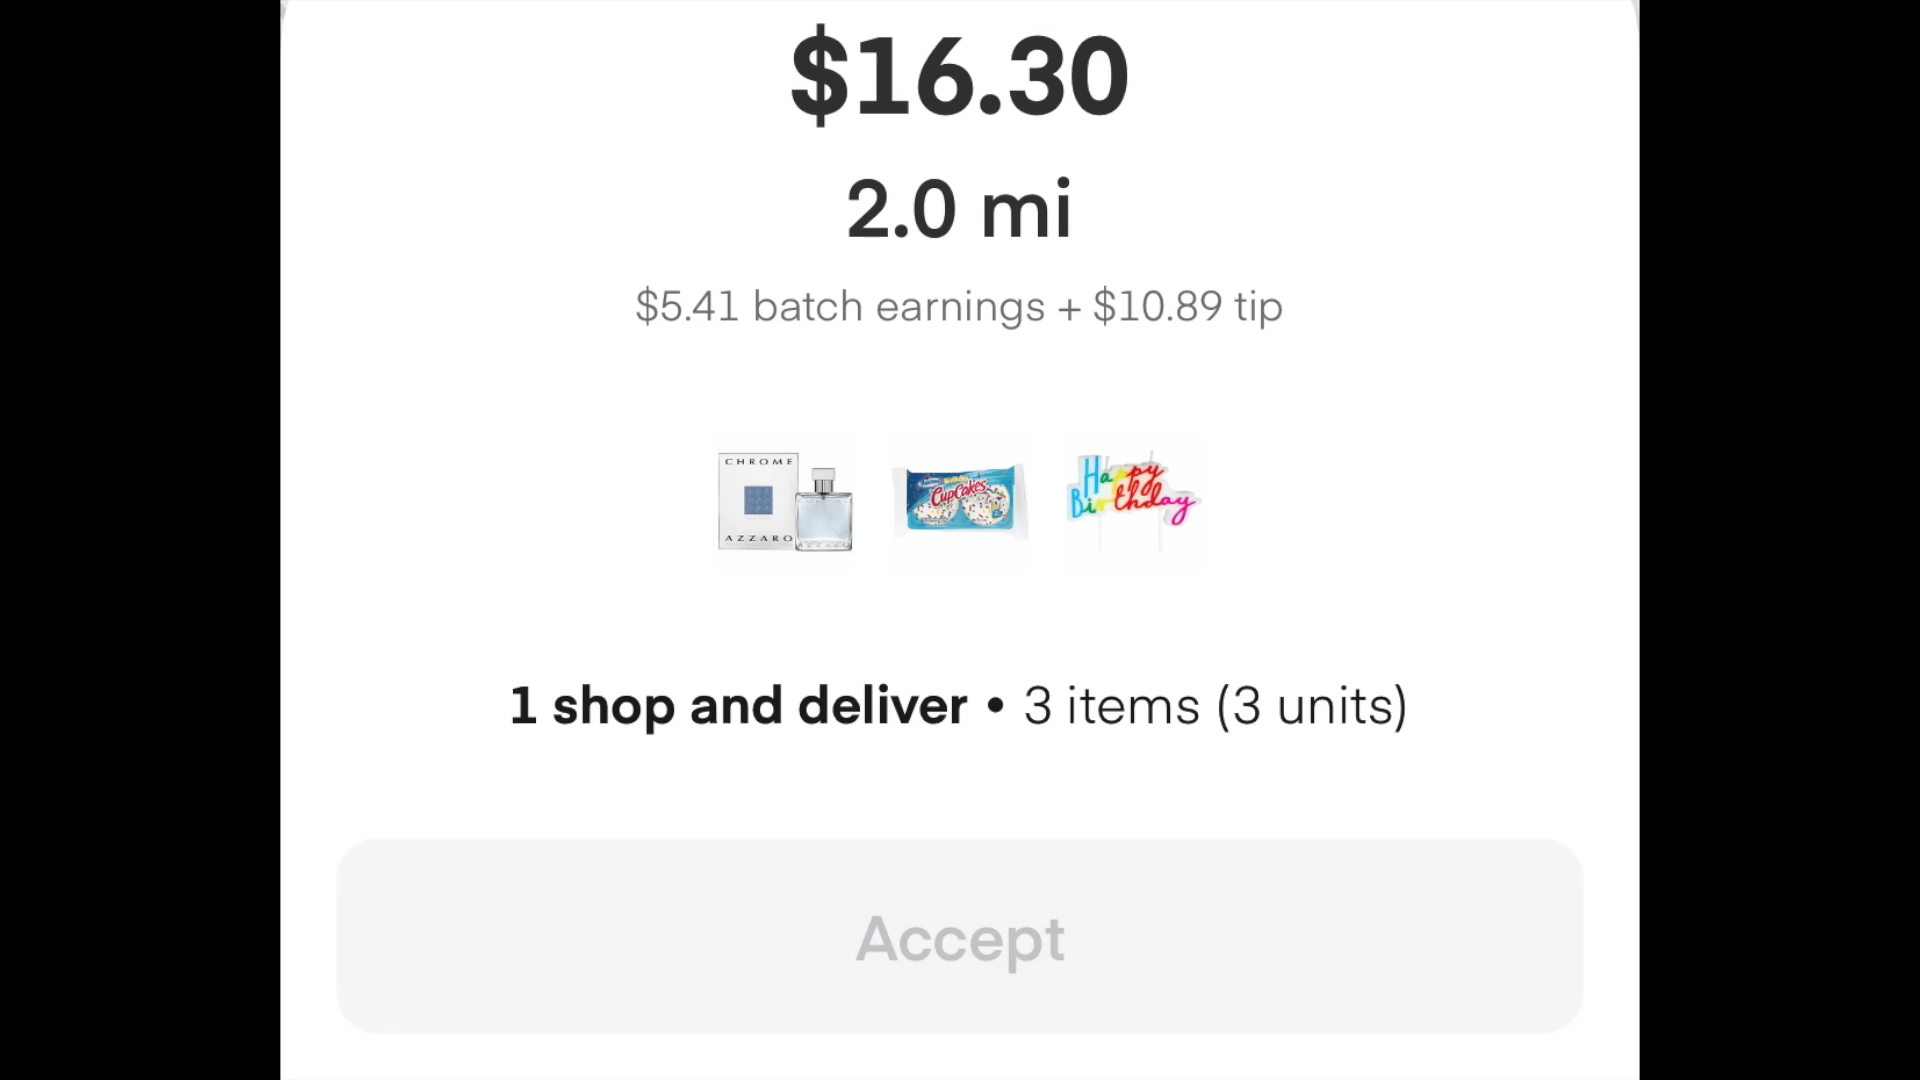 $16.30
2.0 mi
$5.41 batch earnings + $10.89 tip
CHROME
AZZARO
CupCakes
Happy
Birthday
1 shop and deliver • 3 items (3 units)
Accept